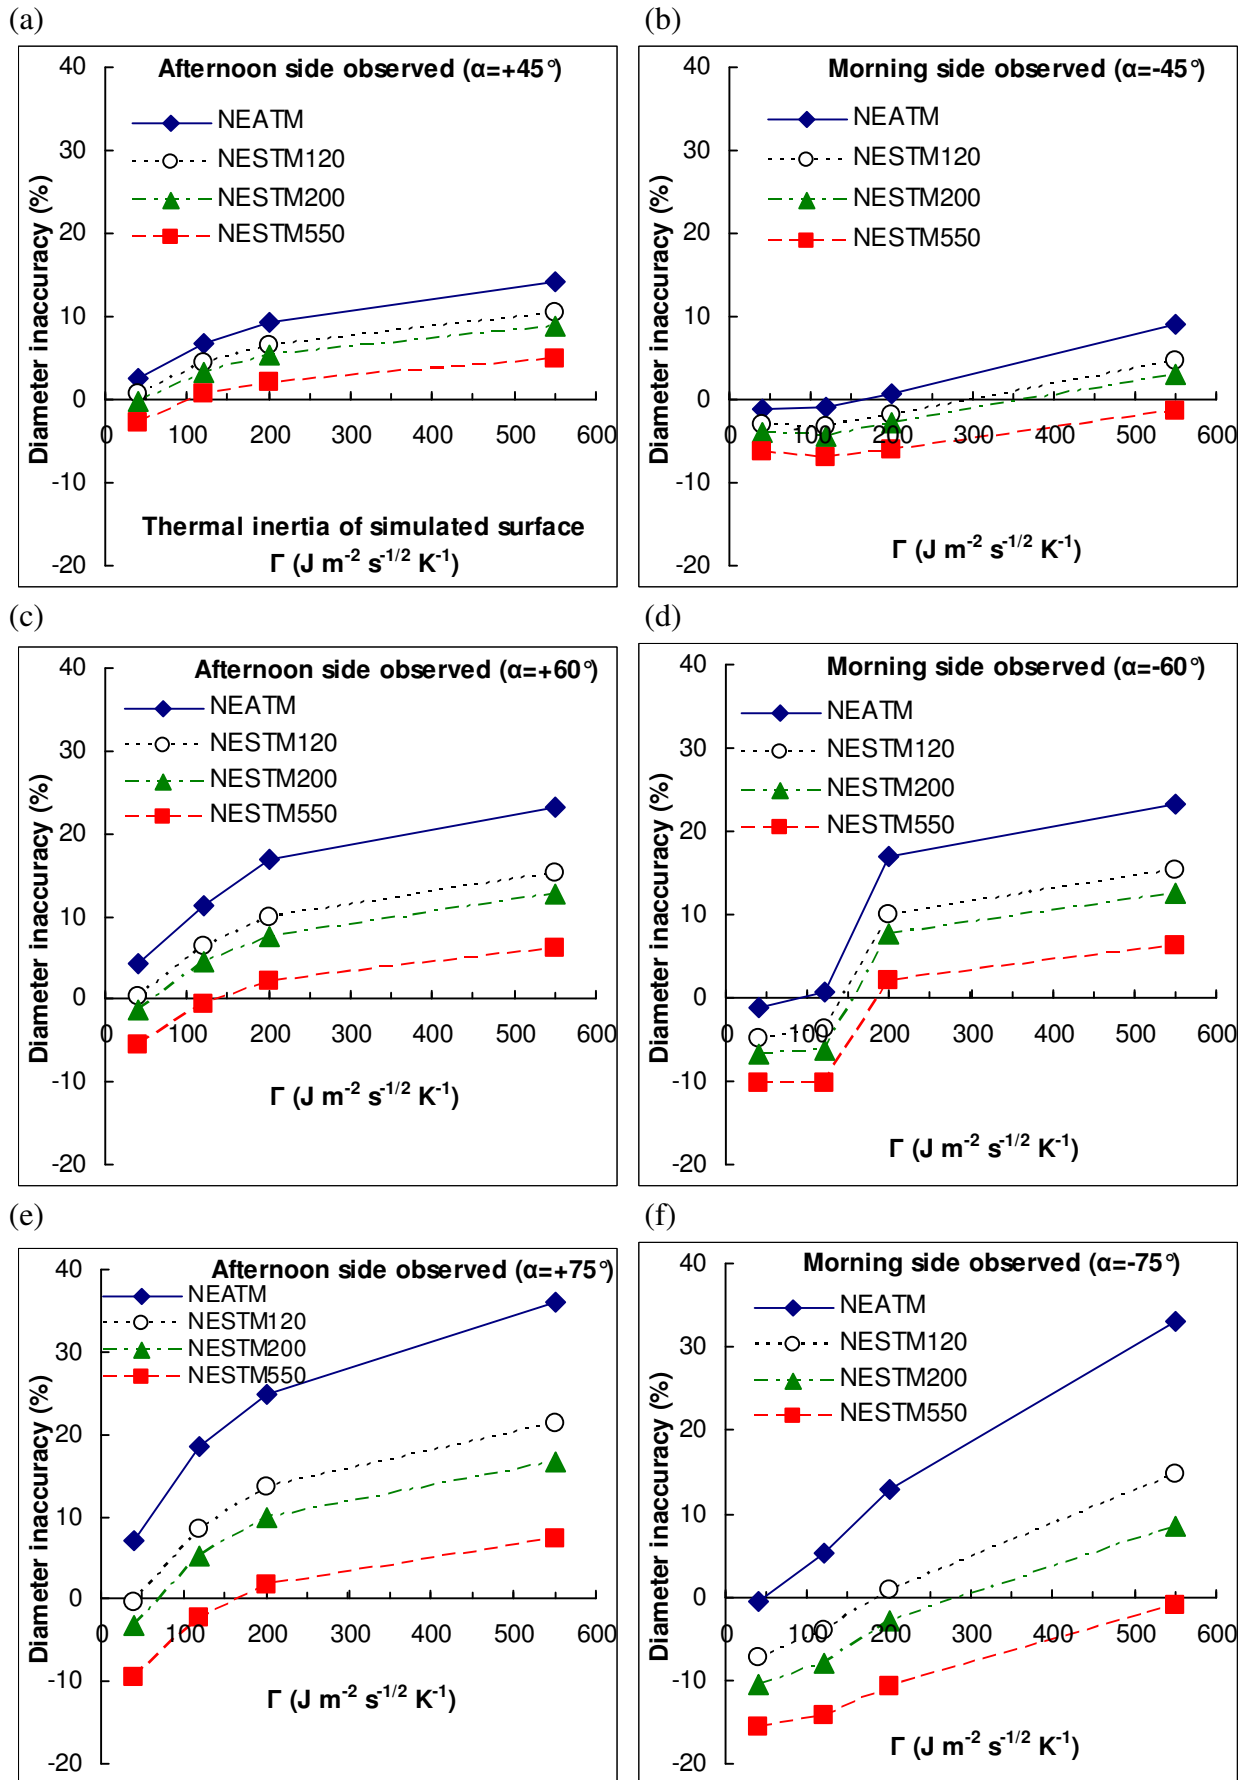 (a)
Afternoon side observed (α=+45°)
NEATM
NESTM120
NESTM200
NESTM550
Diameter inaccuracy (%)
40
30
20
10
0
-10
-20
0 100 200 300 400 500 600
Thermal inertia of simulated surface
Γ (J m⁻² s⁻¹/² K⁻¹)
(b)
Morning side observed (α=-45°)
NEATM
NESTM120
NESTM200
NESTM550
Diameter inaccuracy (%)
40
30
20
10
0
-10
-20
0 100 200 300 400 500 600
Γ (J m⁻² s⁻¹/² K⁻¹)
(c)
Afternoon side observed (α=+60°)
NEATM
NESTM120
NESTM200
NESTM550
Diameter inaccuracy (%)
40
30
20
10
0
-10
-20
0 100 200 300 400 500 600
Γ (J m⁻² s⁻¹/² K⁻¹)
(d)
Morning side observed (α=-60°)
NEATM
NESTM120
NESTM200
NESTM550
Diameter inaccuracy (%)
40
30
20
10
0
-10
-20
0 100 200 300 400 500 600
Γ (J m⁻² s⁻¹/² K⁻¹)
(e)
Afternoon side observed (α=+75°)
NEATM
NESTM120
NESTM200
NESTM550
Diameter inaccuracy (%)
40
30
20
10
0
-10
-20
0 100 200 300 400 500 600
Γ (J m⁻² s⁻¹/² K⁻¹)
(f)
Morning side observed (α=-75°)
NEATM
NESTM120
NESTM200
NESTM550
Diameter inaccuracy (%)
40
30
20
10
0
-10
-20
0 100 200 300 400 500 600
Γ (J m⁻² s⁻¹/² K⁻¹)